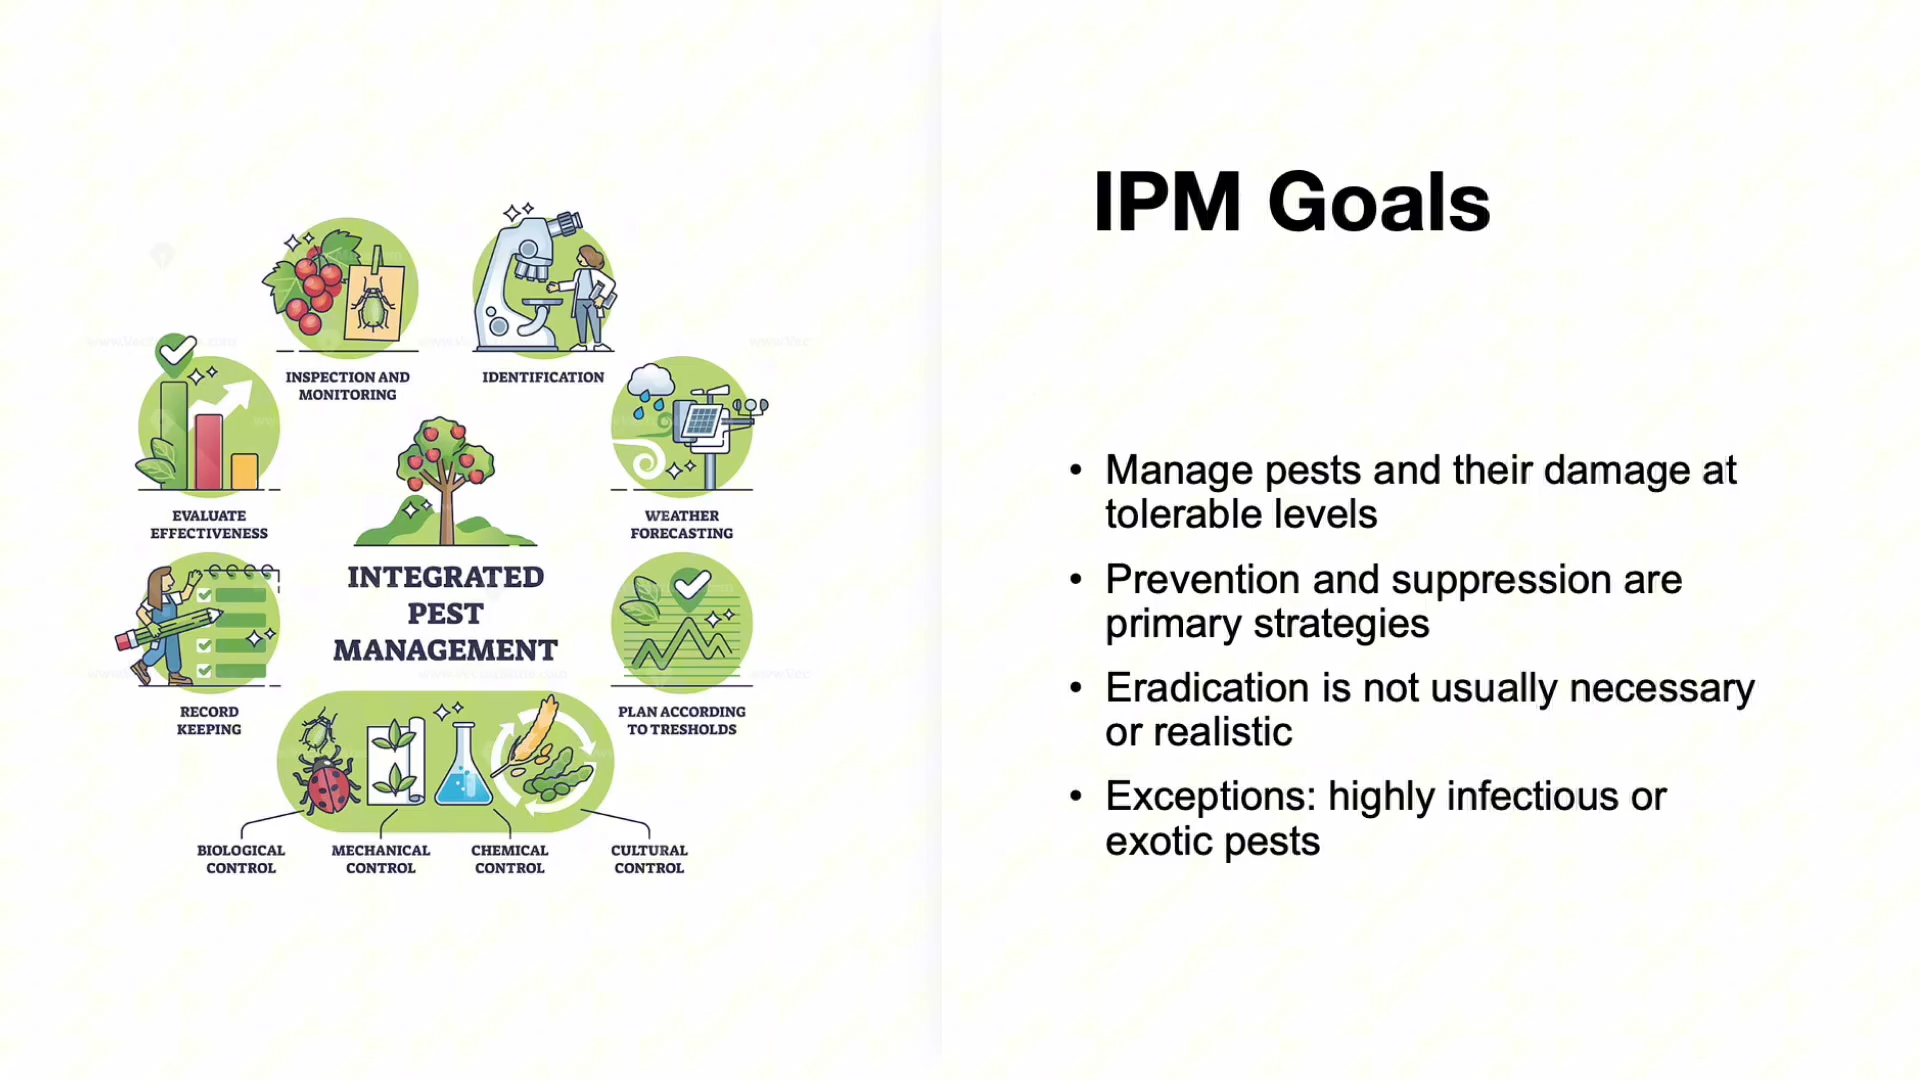 INSPECTION AND
MONITORING
IDENTIFICATION
EVALUATE
EFFECTIVENESS
WEATHER
FORECASTING
INTEGRATED
PEST
MANAGEMENT
RECORD
KEEPING
PLAN ACCORDING
TO TRESHOLDS
BIOLOGICAL
CONTROL
MECHANICAL
CONTROL
CHEMICAL
CONTROL
CULTURAL
CONTROL
IPM Goals
• Manage pests and their damage at
tolerable levels
• Prevention and suppression are
primary strategies
• Eradication is not usually necessary
or realistic
• Exceptions: highly infectious or
exotic pests